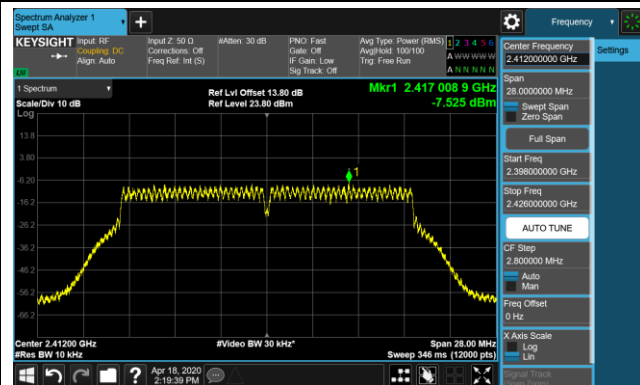 Spectrum Analyzer 1
Swept SA
Frequency
KEYSIGHT
Input: RF
Coupling: DC
Align: Auto
Input Z: 50 Ω
Corrections: Off
Freq Ref: Int (S)
#Atten: 30 dB
PNO: Fast
Gate: Off
IF Gain: Low
Sig Track: Off
Avg Type: Power (RMS)
Avg|Hold: 100/100
Trig: Free Run
1 2 3 4 5 6
A W W W W W
A N N N N N
LXI
1 Spectrum
Scale/Div 10 dB
Log
Ref Lvl Offset 13.80 dB
Ref Level 23.80 dBm
Mkr1 2.417 008 9 GHz
-7.525 dBm
13.8
3.80
-6.20
-16.2
-26.2
-36.2
-46.2
-56.2
-66.2
1
Center 2.41200 GHz
#Res BW 10 kHz
#Video BW 30 kHz*
Span 28.00 MHz
Sweep 346 ms (12000 pts)
Apr 18, 2020
2:19:39 PM
Center Frequency
2.412000000 GHz
Span
28.0000000 MHz
Swept Span
Zero Span
Full Span
Start Freq
2.398000000 GHz
Stop Freq
2.426000000 GHz
AUTO TUNE
CF Step
2.800000 MHz
Auto
Man
Freq Offset
0 Hz
X Axis Scale
Log
Lin
Signal Track
Settings